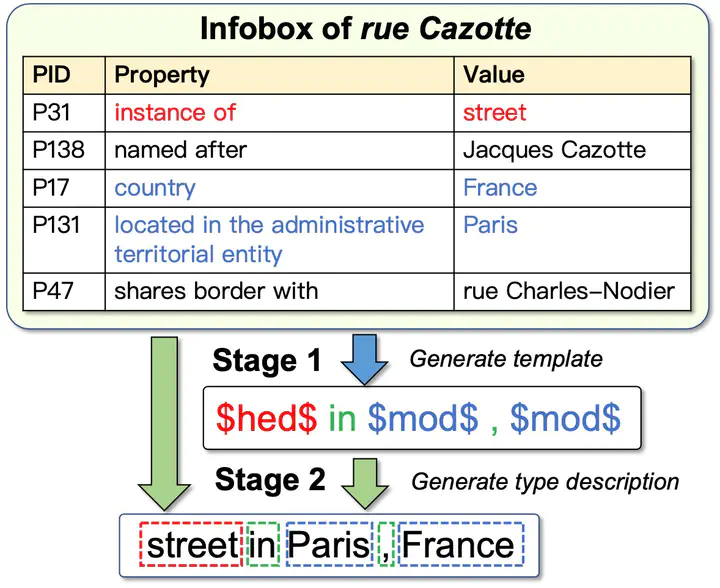 Infobox of rue Cazotte
PID Property Value
P31 instance of street
P138 named after Jacques Cazotte
P17 country France
P131 located in the administrative Paris
territorial entity
P47 shares border with rue Charles–Nodier
Stage 1 Generate template
$hed$ in $mod$ , $mod$
Stage 2 Generate type description
street in Paris , France